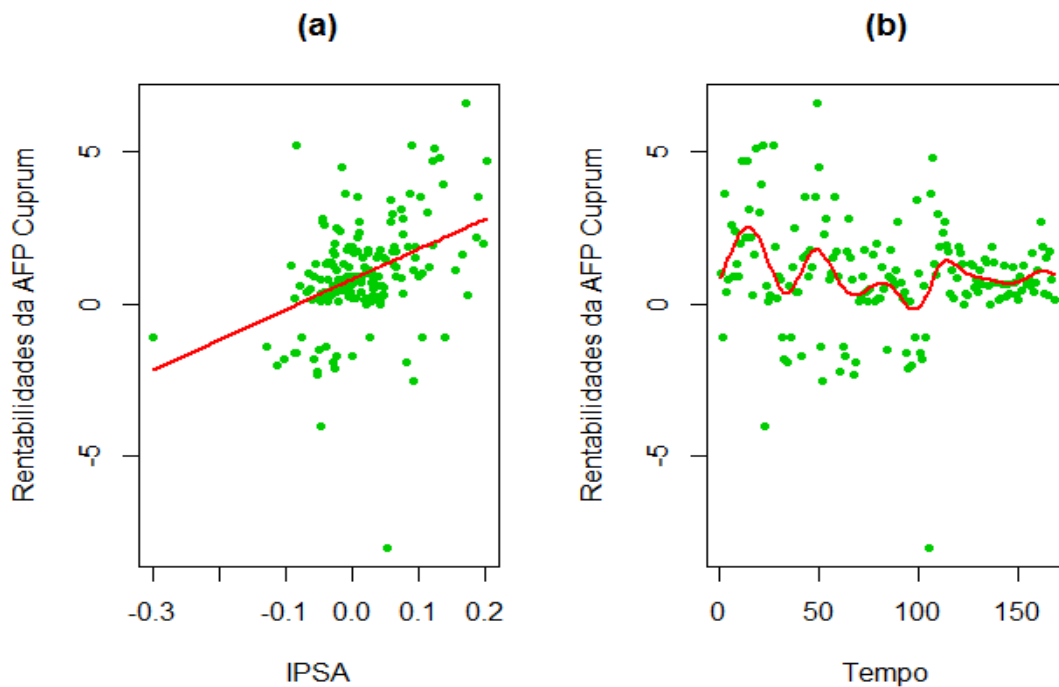 (a)
Rentabilidades da AFP Cuprum
5
0
-5
-0.3
-0.1
0.0
0.1
0.2
IPSA
(b)
Rentabilidades da AFP Cuprum
5
0
-5
0
50
100
150
Tempo